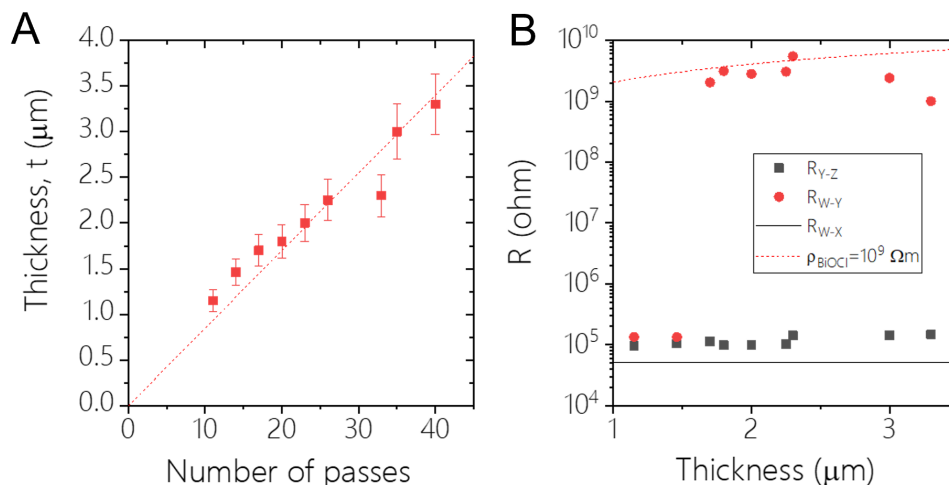 A
Thickness, t (μm)
4.0
3.5
3.0
2.5
2.0
1.5
1.0
0.5
0.0
0 10 20 30 40
Number of passes
B
R (ohm)
10¹⁰
10⁹
10⁸
10⁷
10⁶
10⁵
10⁴
R_Y-Z
R_W-Y
R_W-X
ρ_BiOCl=10⁹ Ωm
1 2 3
Thickness (μm)